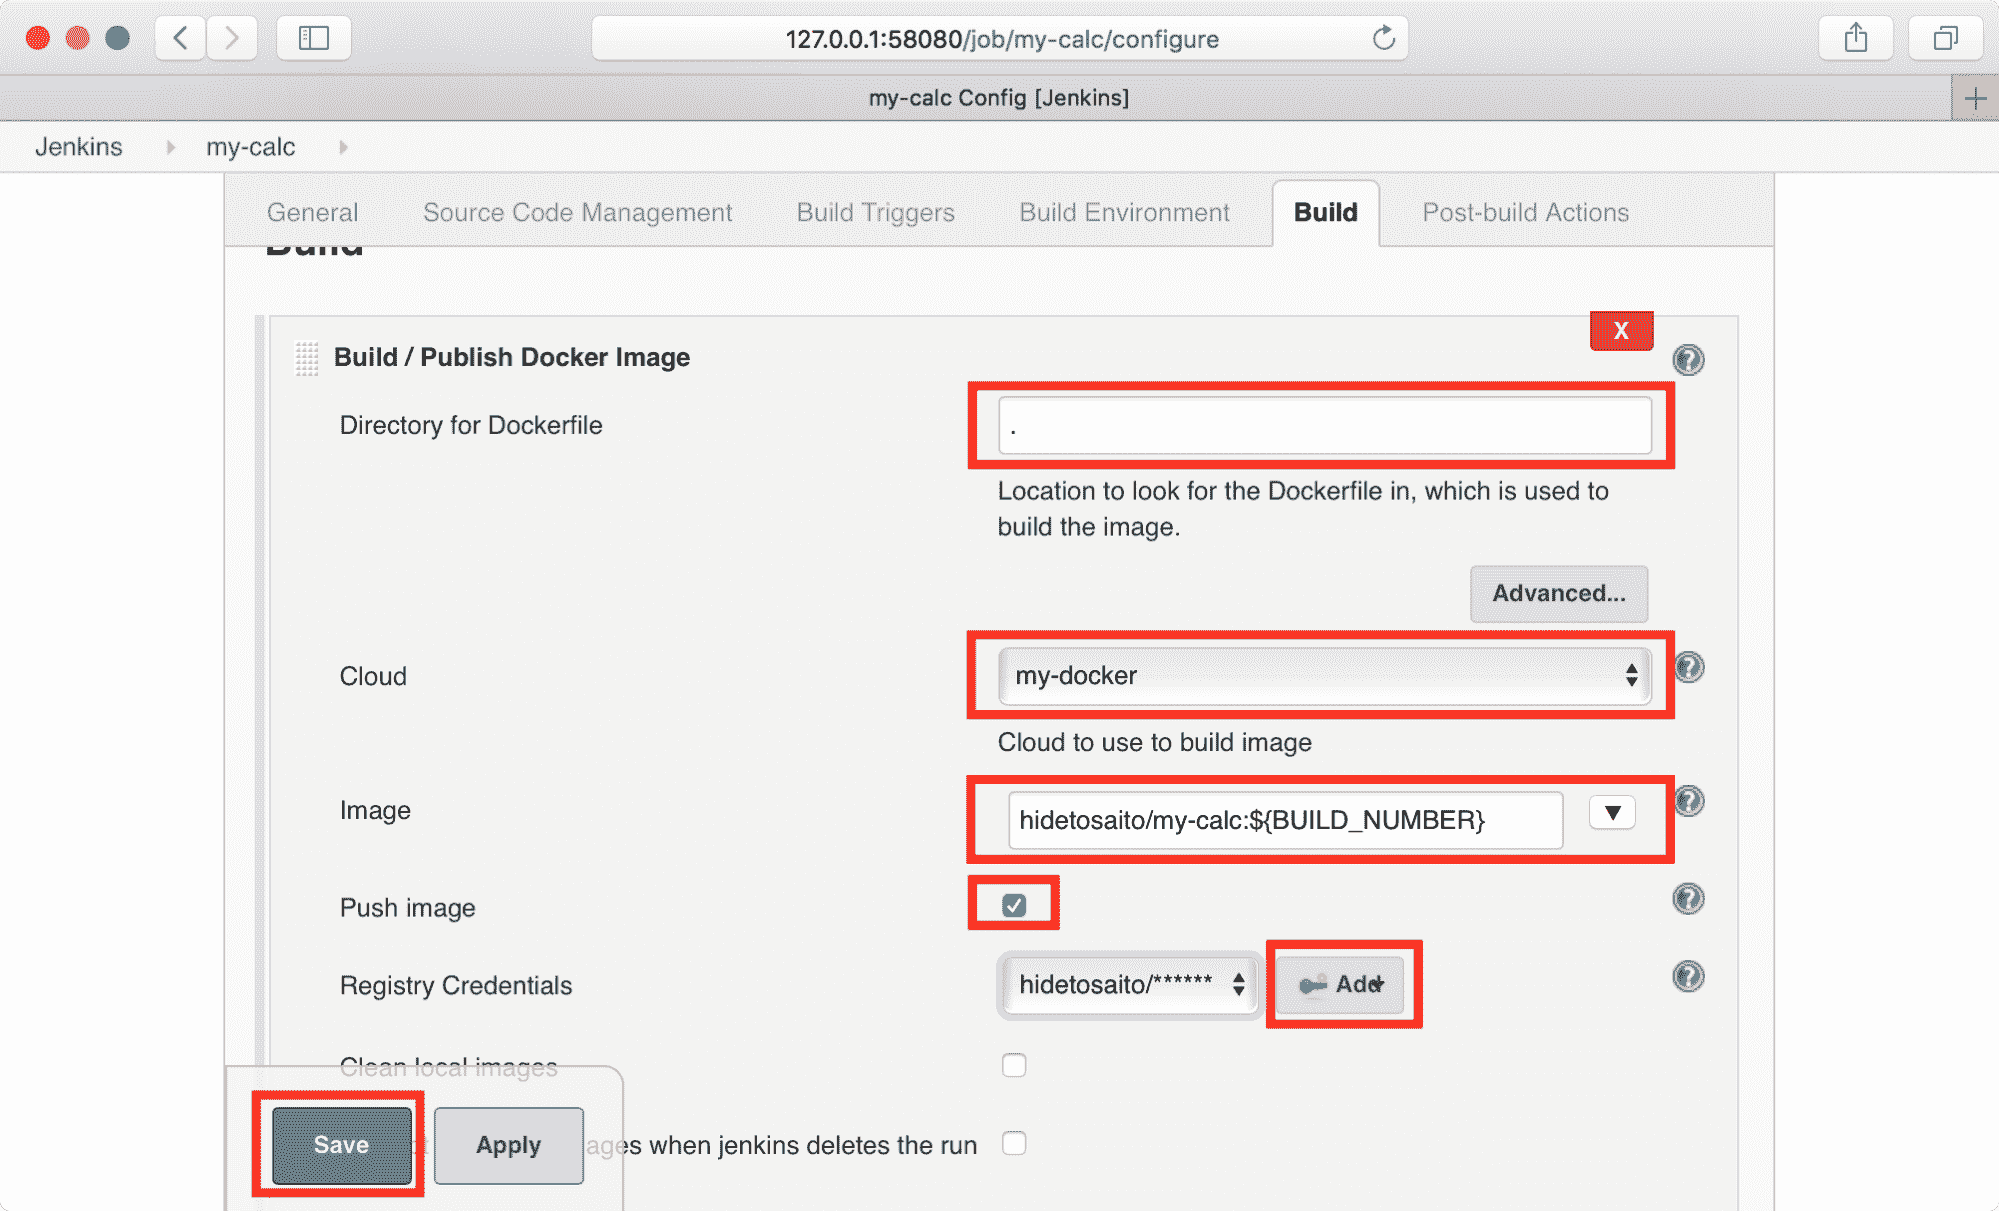 127.0.0.1:58080/job/my-calc/configure
my-calc Config [Jenkins]
Jenkins my-calc
General Source Code Management Build Triggers Build Environment Build Post-build Actions
Build
X
Build / Publish Docker Image
Directory for Dockerfile .
Location to look for the Dockerfile in, which is used to
build the image.
Advanced...
Cloud my-docker
Cloud to use to build image
Image hidetosaito/my-calc:${BUILD_NUMBER}
Push image
Registry Credentials hidetosaito/****** Add
Clean local images
Save Apply ages when jenkins deletes the run